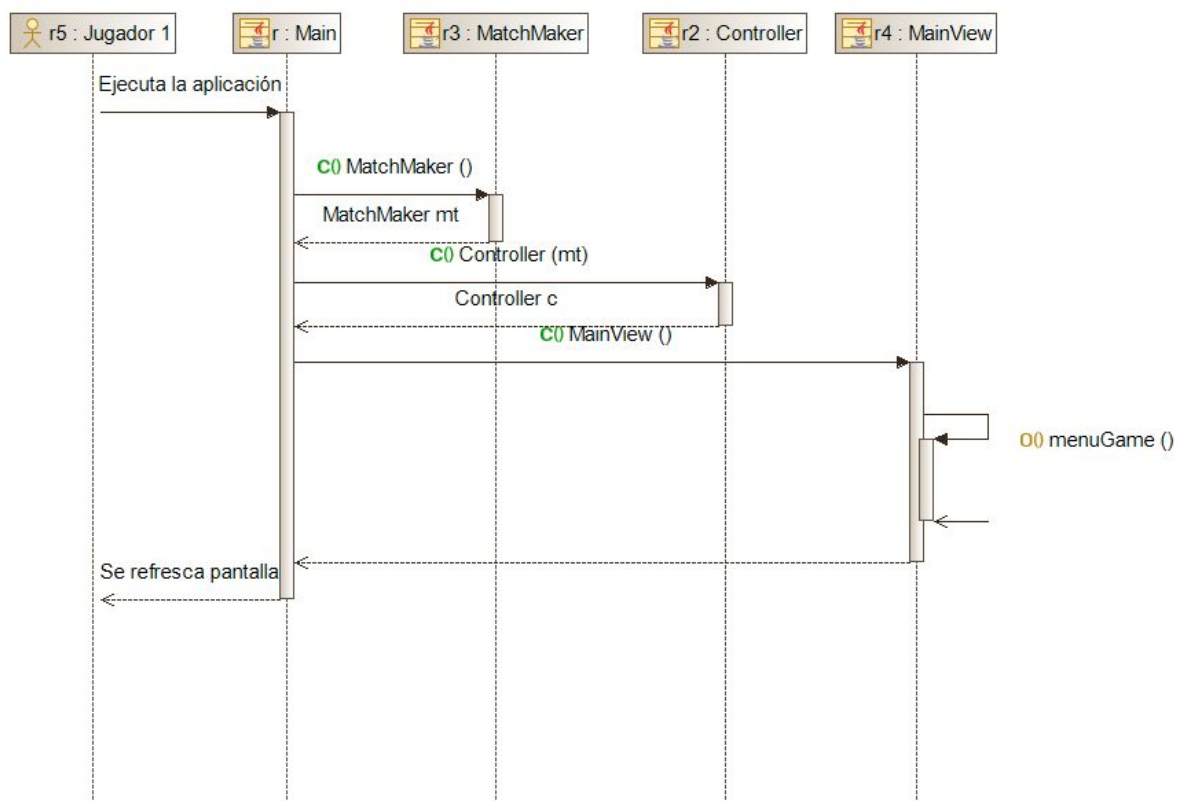 r5 : Jugador 1
r : Main
r3 : MatchMaker
r2 : Controller
r4 : MainView
Ejecuta la aplicación
C() MatchMaker ()
MatchMaker mt
C() Controller (mt)
Controller c
C() MainView ()
O() menuGame ()
Se refresca pantalla